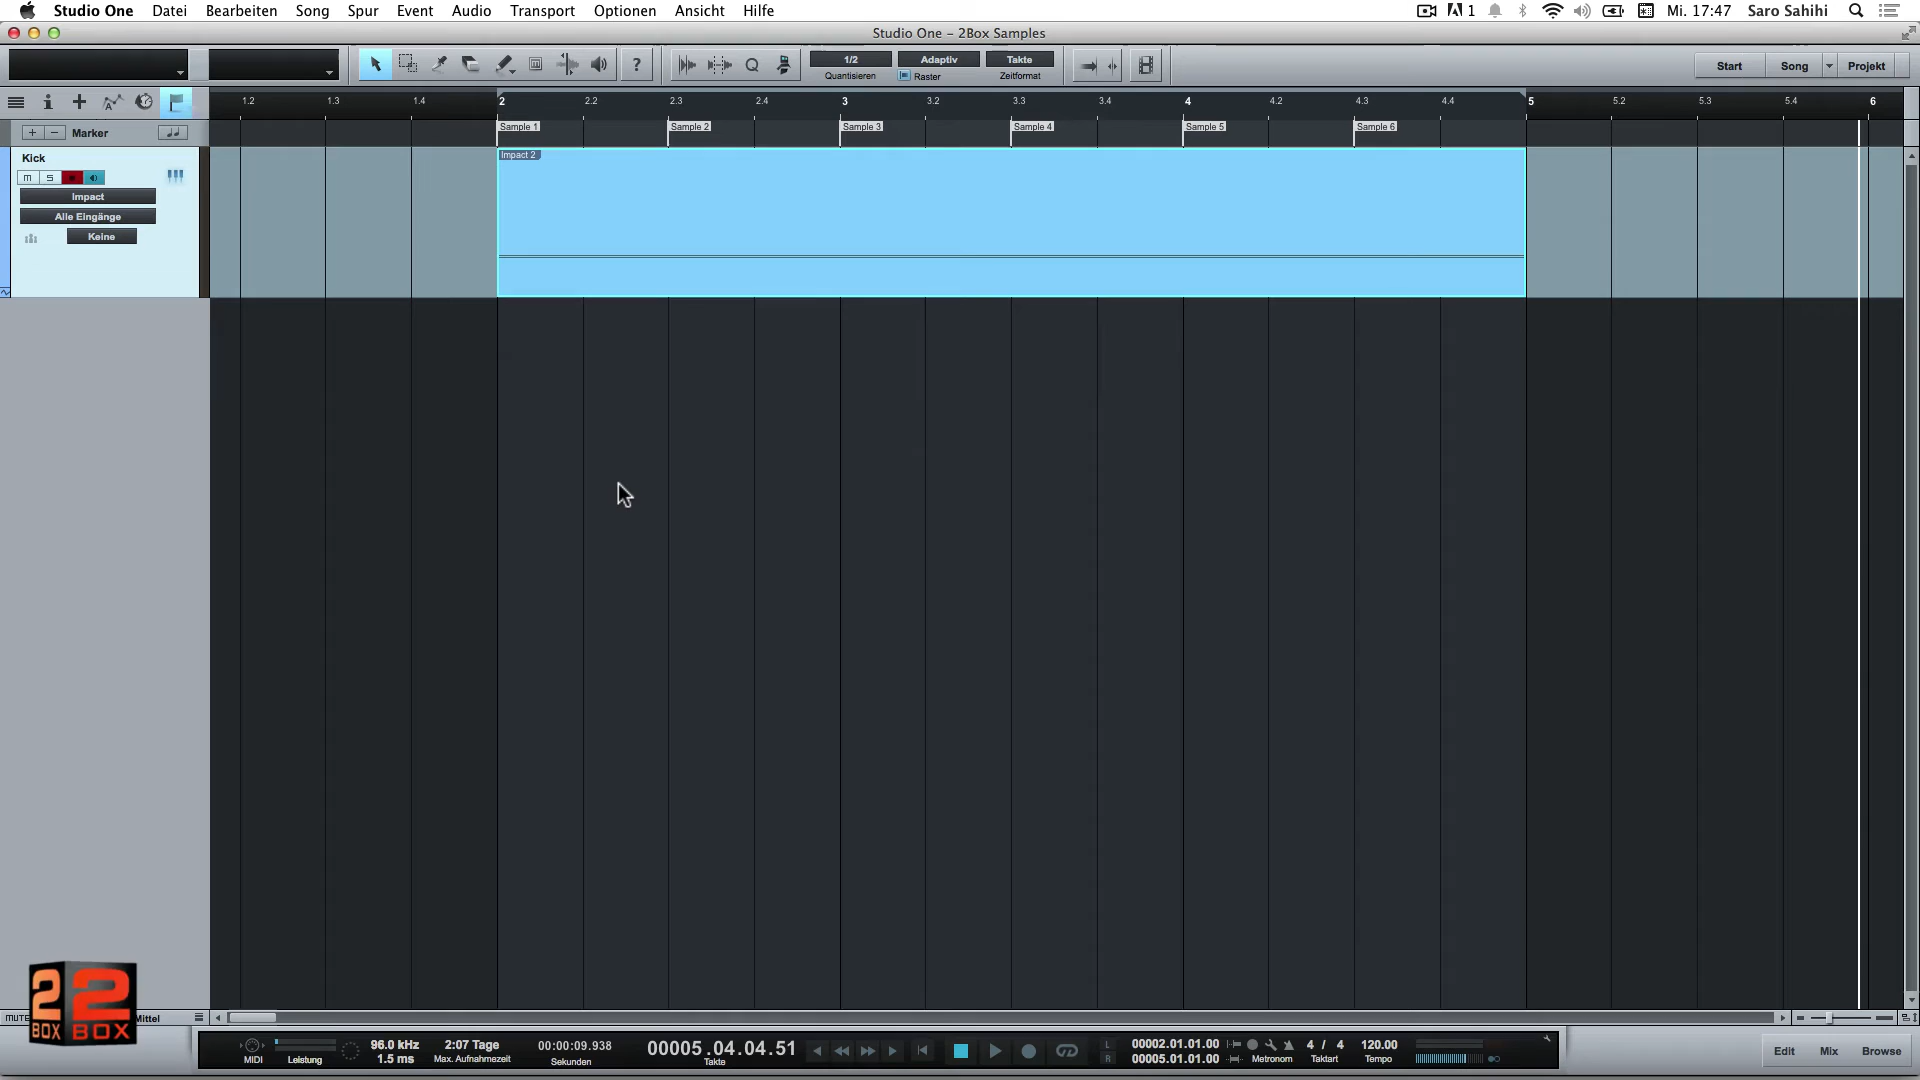 Studio One Datei Bearbeiten Song Spur Event Audio Transport Optionen Ansicht Hilfe 1 Mi. 17:47 Saro Sahihi
Studio One - 2Box Samples
1/2 Adaptiv Takte
Quantisieren Raster Zeitformat
? Q
Start Song Projekt
1.2 1.3 1.4 2 2.2 2.3 2.4 3 3.2 3.3 3.4 4 4.2 4.3 4.4 5 5.2 5.3 5.4 6
Marker Sample 1 Sample 2 Sample 3 Sample 4 Sample 5 Sample 6
Kick Impact 2
M S
Impact
Alle Eingänge
Keine
2 2
BOX BOX
MUTE Mittel
96.0 kHz 2:07 Tage 00:00:09.938 00005.04.04.51 L 00002.01.01.00 4 / 4 120.00
MIDI Leistung 1.5 ms Max. Aufnahmezeit Sekunden Takte R 00005.01.01.00 Metronom Taktart Tempo
Edit Mix Browse